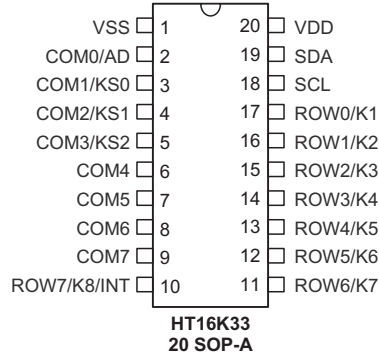 VSS 1 20 VDD
COM0/AD 2 19 SDA
COM1/KS0 3 18 SCL
COM2/KS1 4 17 ROW0/K1
COM3/KS2 5 16 ROW1/K2
COM4 6 15 ROW2/K3
COM5 7 14 ROW3/K4
COM6 8 13 ROW4/K5
COM7 9 12 ROW5/K6
ROW7/K8/INT 10 11 ROW6/K7
HT16K33
20 SOP-A